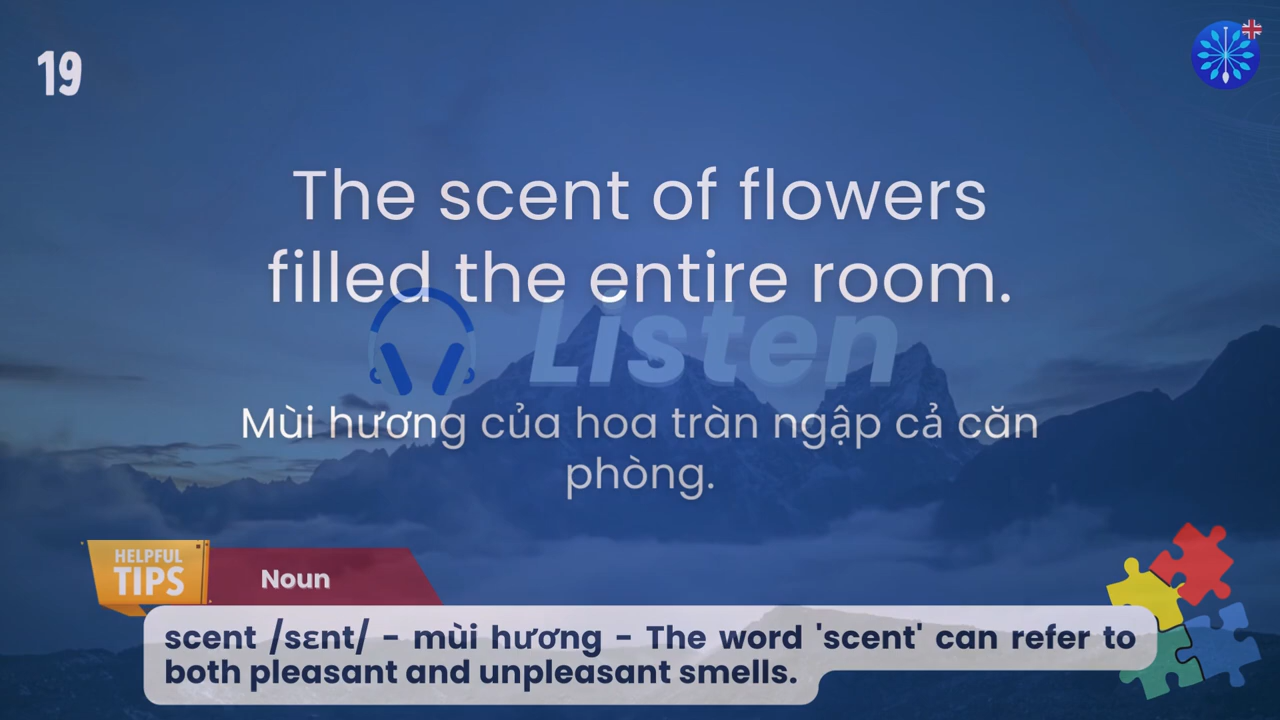 19
The scent of flowers
filled the entire room.
Listen
Mùi hương của hoa tràn ngập cả căn
phòng.
HELPFUL
TIPS
Noun
scent /sɛnt/ - mùi hương - The word 'scent' can refer to
both pleasant and unpleasant smells.